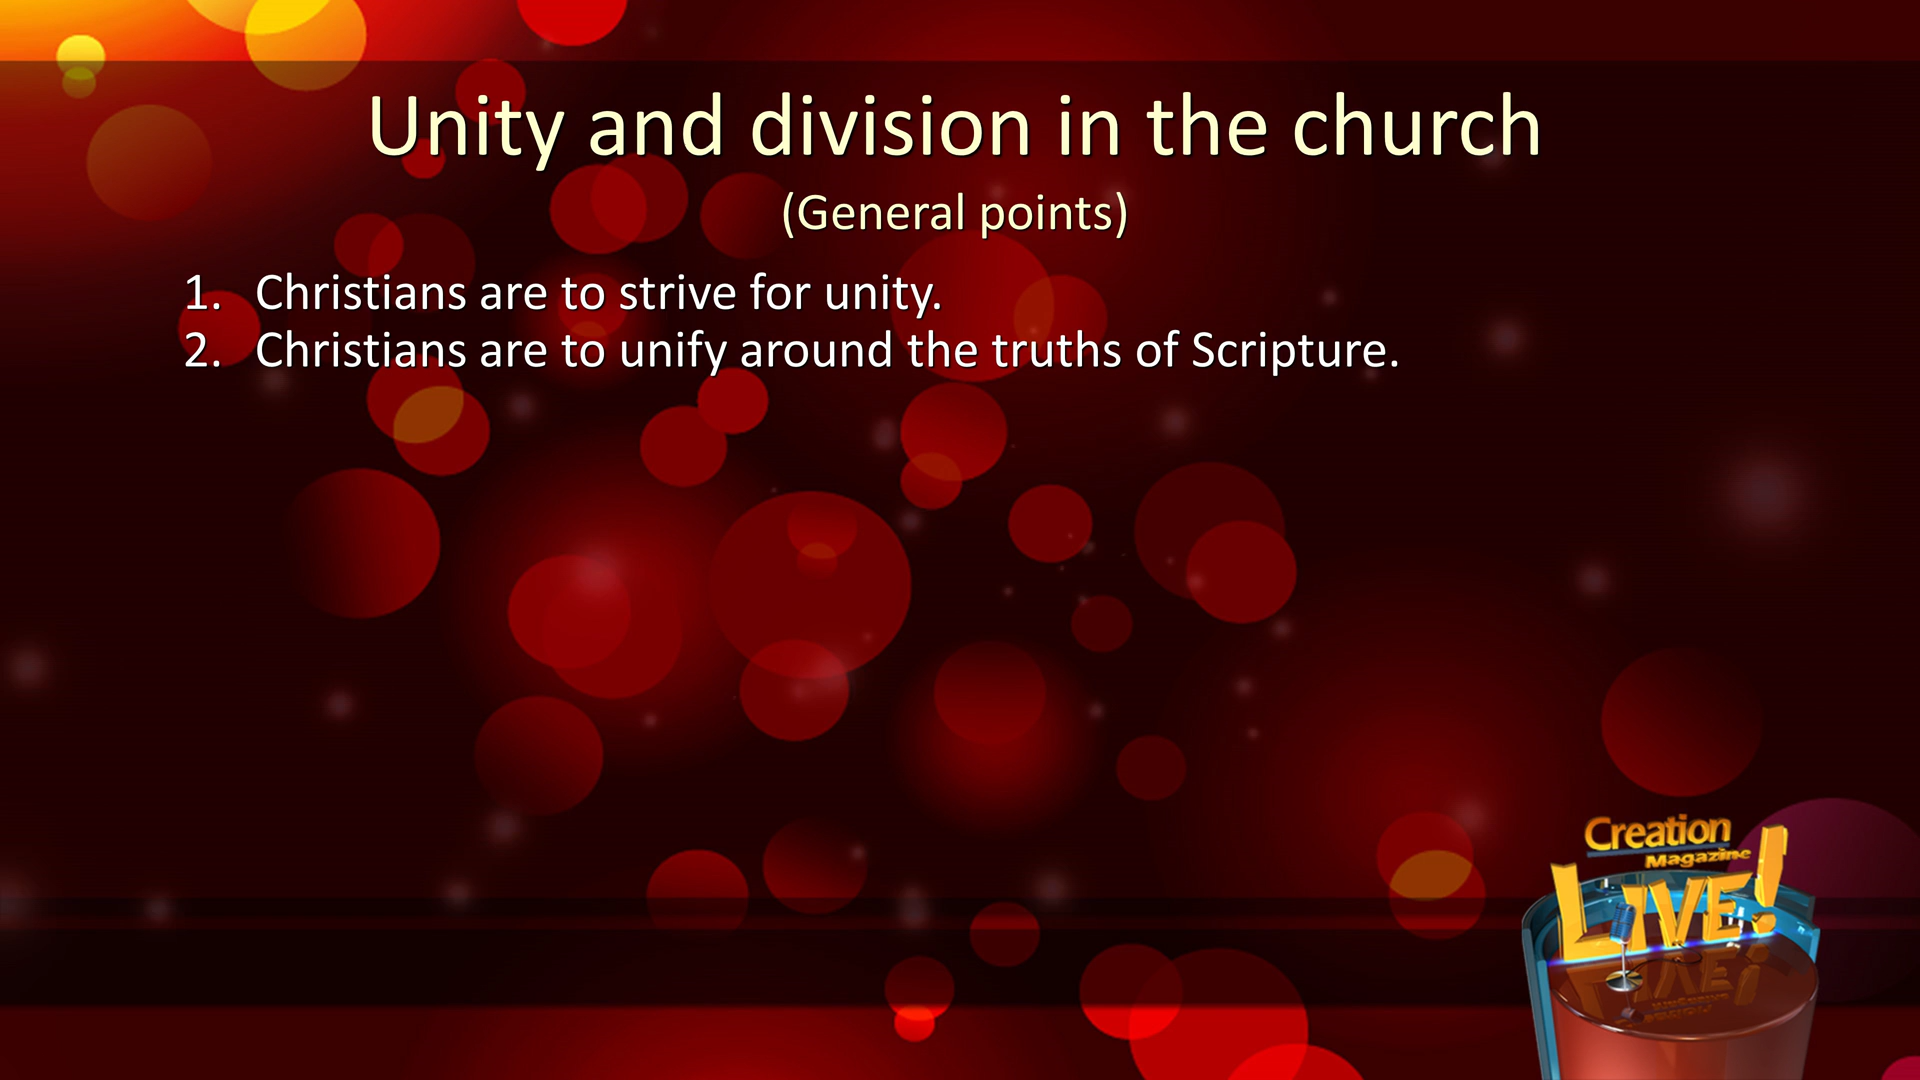 Unity and division in the church
(General points)
1. Christians are to strive for unity.
2. Christians are to unify around the truths of Scripture.
Creation
Magazine
LIVE!